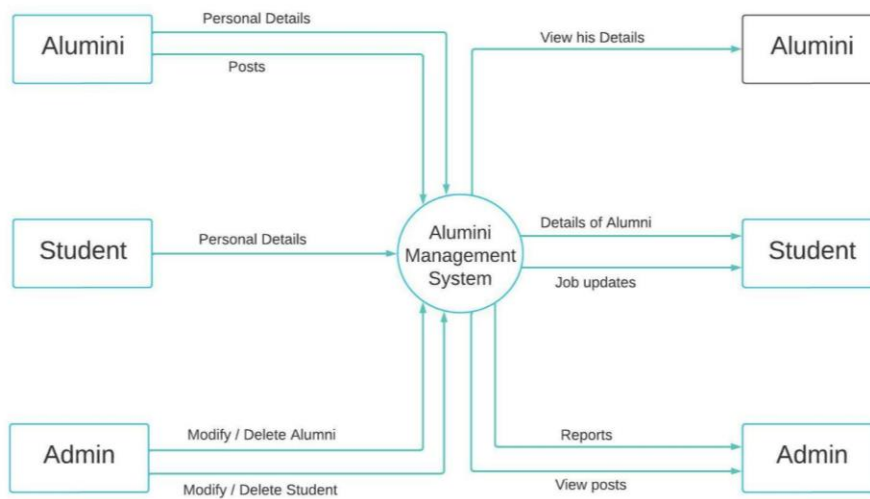 Personal Details
Alumini
View his Details
Alumini
Posts
Student
Personal Details
Alumini
Management
System
Details of Alumni
Job updates
Student
Admin
Modify / Delete Alumni
Modify / Delete Student
Reports
View posts
Admin